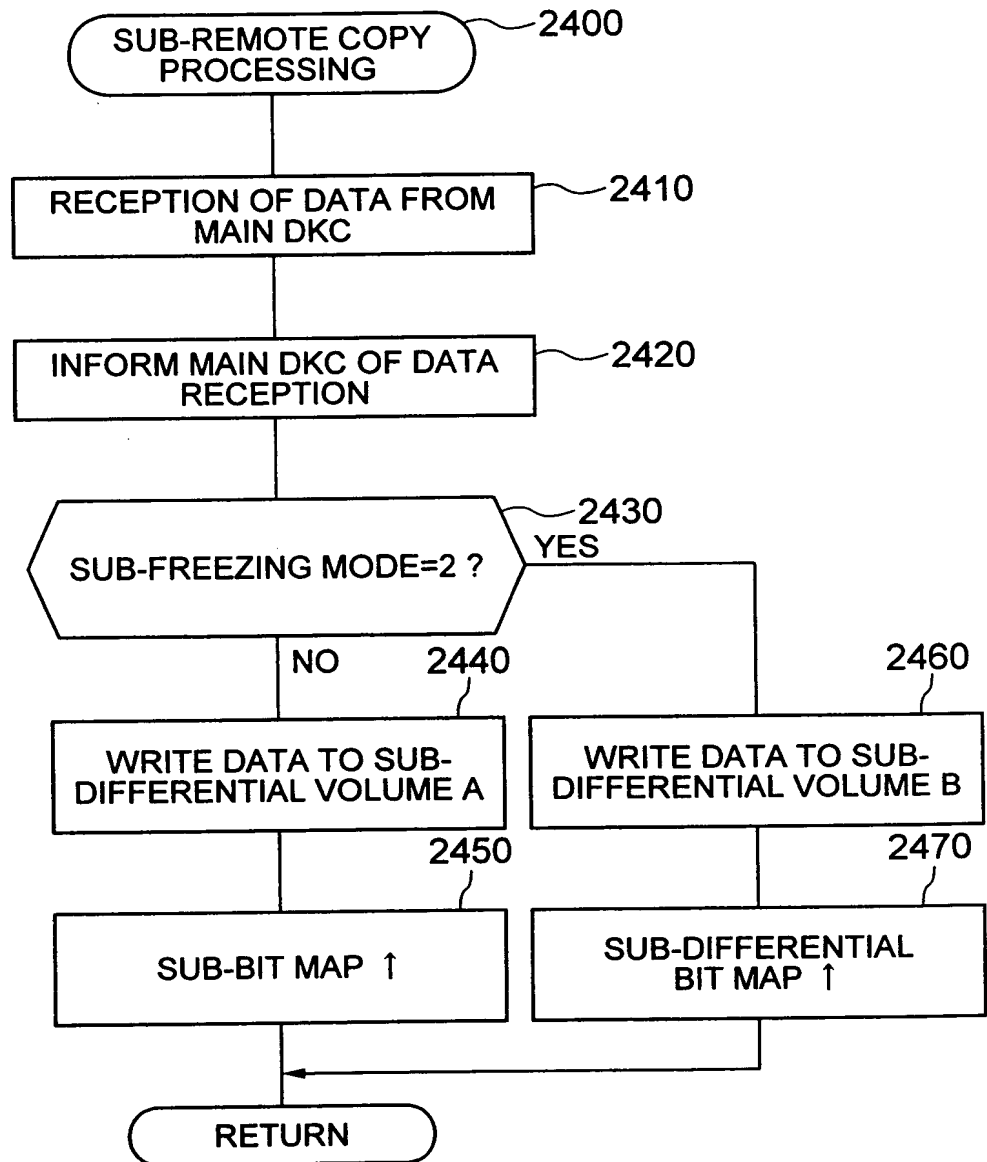 SUB-REMOTE COPY
PROCESSING
2400
RECEPTION OF DATA FROM
MAIN DKC
2410
INFORM MAIN DKC OF DATA
RECEPTION
2420
SUB-FREEZING MODE=2 ?
2430
YES
NO
2440
WRITE DATA TO SUB-
DIFFERENTIAL VOLUME A
2460
WRITE DATA TO SUB-
DIFFERENTIAL VOLUME B
2450
SUB-BIT MAP ↑
2470
SUB-DIFFERENTIAL
BIT MAP ↑
RETURN